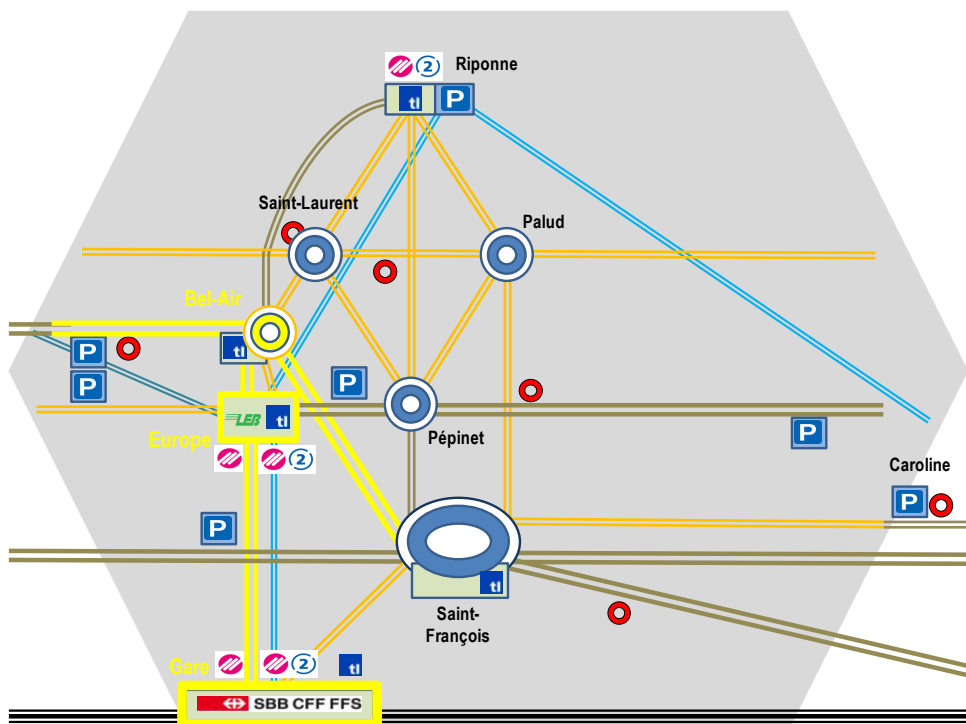 2
Riponne
tl
P
Saint-Laurent
Palud
Bel-Air
tl
P
P
P
LEB
tl
Europe
Pépinet
P
2
Caroline
P
P
tl
Saint-
François
Gare
2
tl
SBB CFF FFS